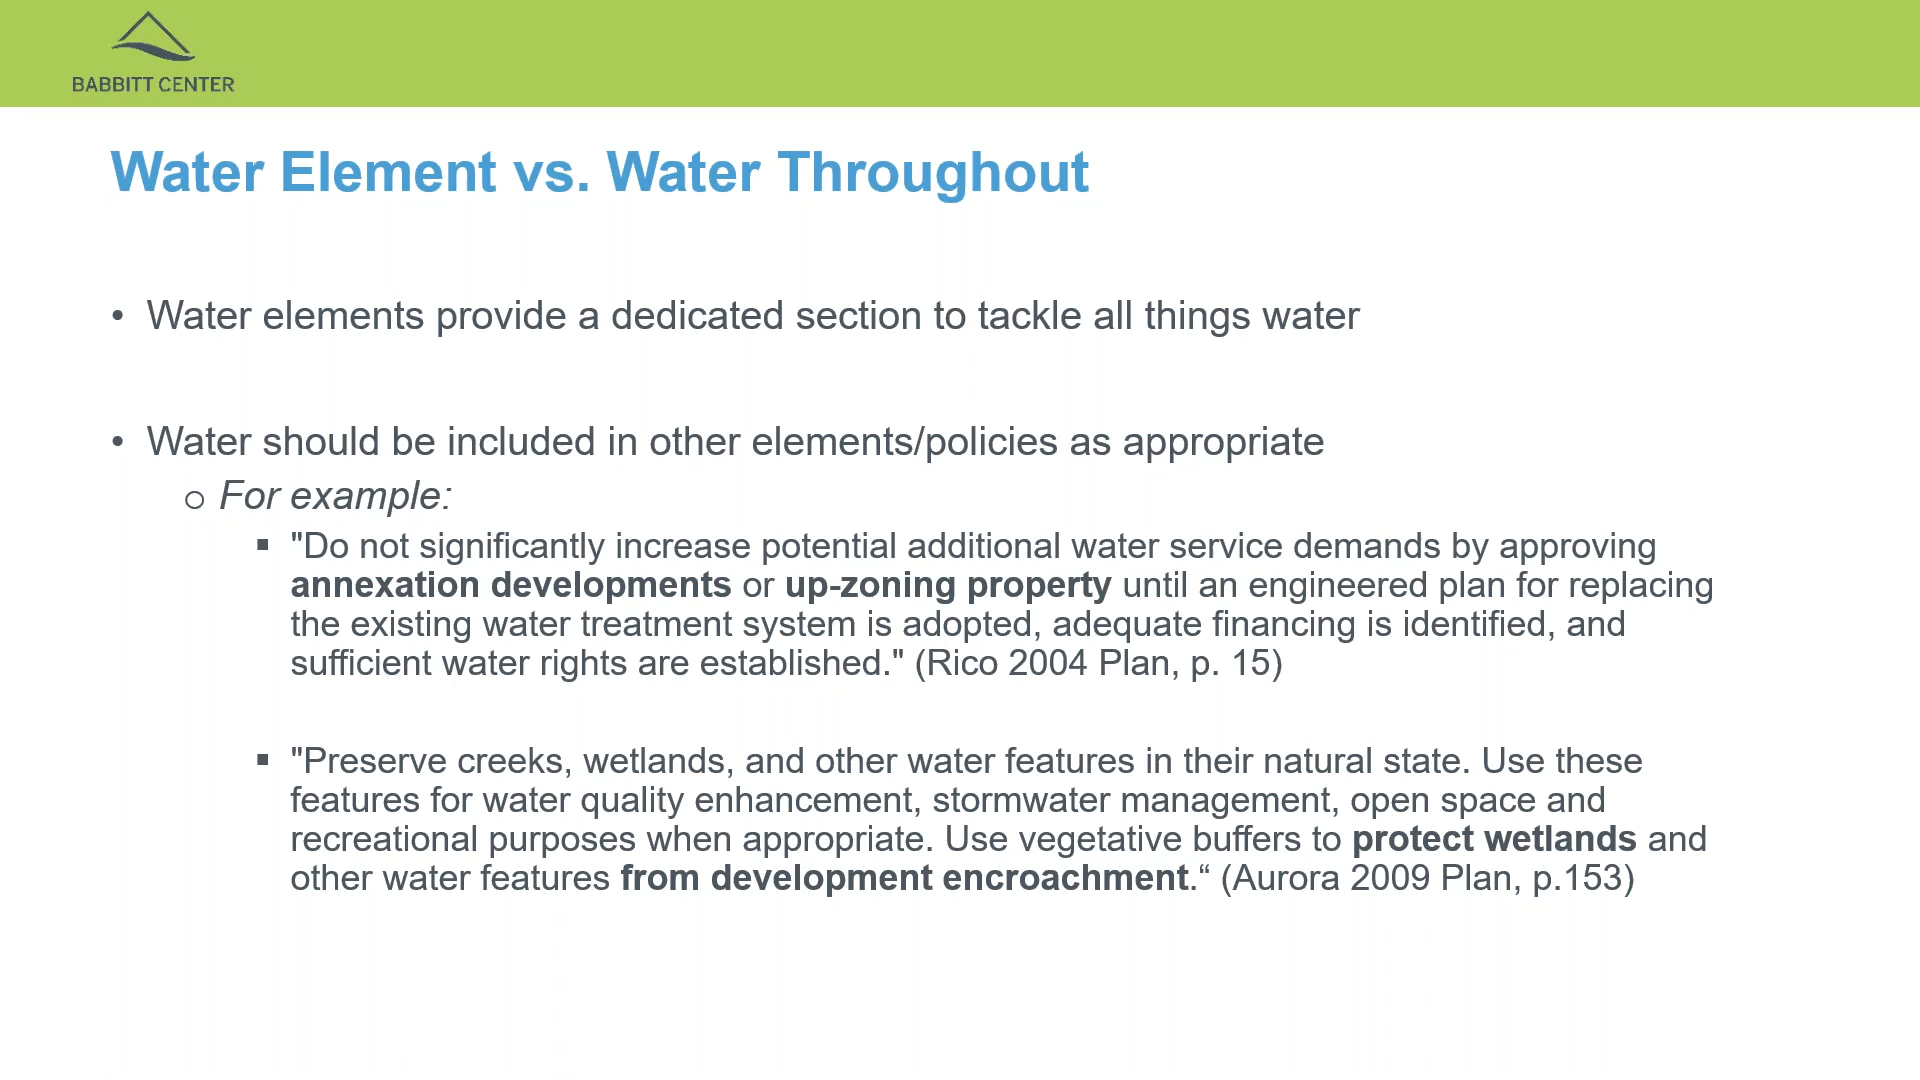 BABBITT CENTER
Water Element vs. Water Throughout
• Water elements provide a dedicated section to tackle all things water
• Water should be included in other elements/policies as appropriate
o For example:
▪ "Do not significantly increase potential additional water service demands by approving
annexation developments or up-zoning property until an engineered plan for replacing
the existing water treatment system is adopted, adequate financing is identified, and
sufficient water rights are established." (Rico 2004 Plan, p. 15)
▪ "Preserve creeks, wetlands, and other water features in their natural state. Use these
features for water quality enhancement, stormwater management, open space and
recreational purposes when appropriate. Use vegetative buffers to protect wetlands and
other water features from development encroachment.“ (Aurora 2009 Plan, p.153)